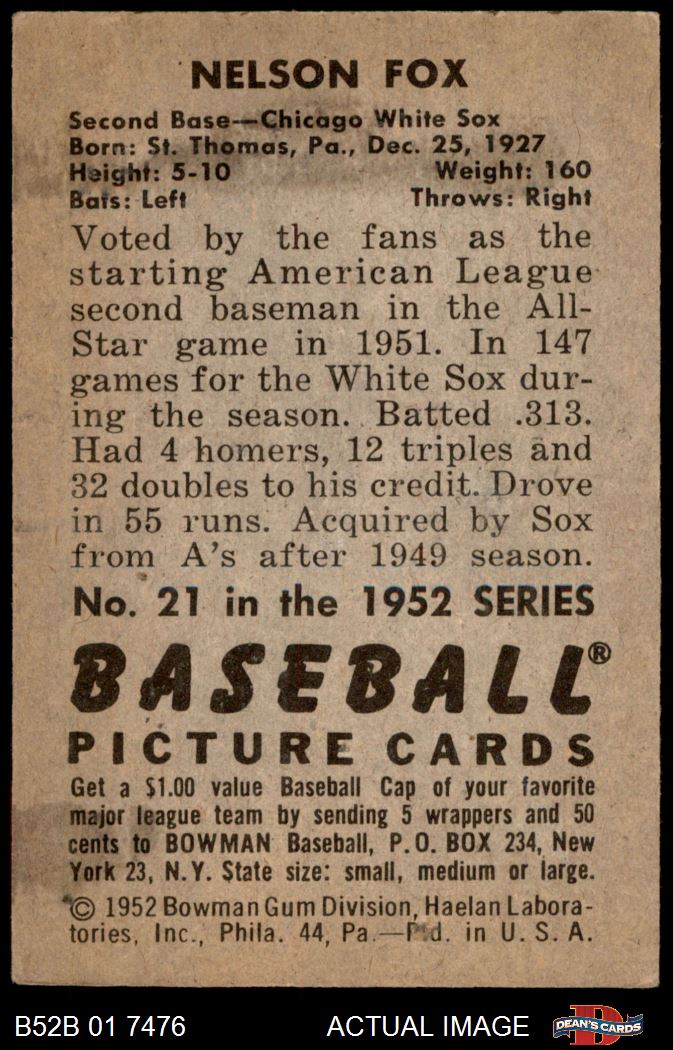 NELSON FOX
Second Base--Chicago White Sox
Born: St. Thomas, Pa., Dec. 25, 1927
Height: 5-10 Weight: 160
Bats: Left Throws: Right
Voted by the fans as the
starting American League
second baseman in the All-
Star game in 1951. In 147
games for the White Sox dur-
ing the season. Batted .313.
Had 4 homers, 12 triples and
32 doubles to his credit. Drove
in 55 runs. Acquired by Sox
from A's after 1949 season.
No. 21 in the 1952 SERIES
BASEBALL®
PICTURE CARDS
Get a $1.00 value Baseball Cap of your favorite
major league team by sending 5 wrappers and 50
cents to BOWMAN Baseball, P.O. BOX 234, New
York 23, N.Y. State size: small, medium or large.
© 1952 Bowman Gum Division, Haelan Labora-
tories, Inc., Phila. 44, Pa.—P'd. in U. S. A.
B52B 01 7476 ACTUAL IMAGE D DEAN'S CARDS